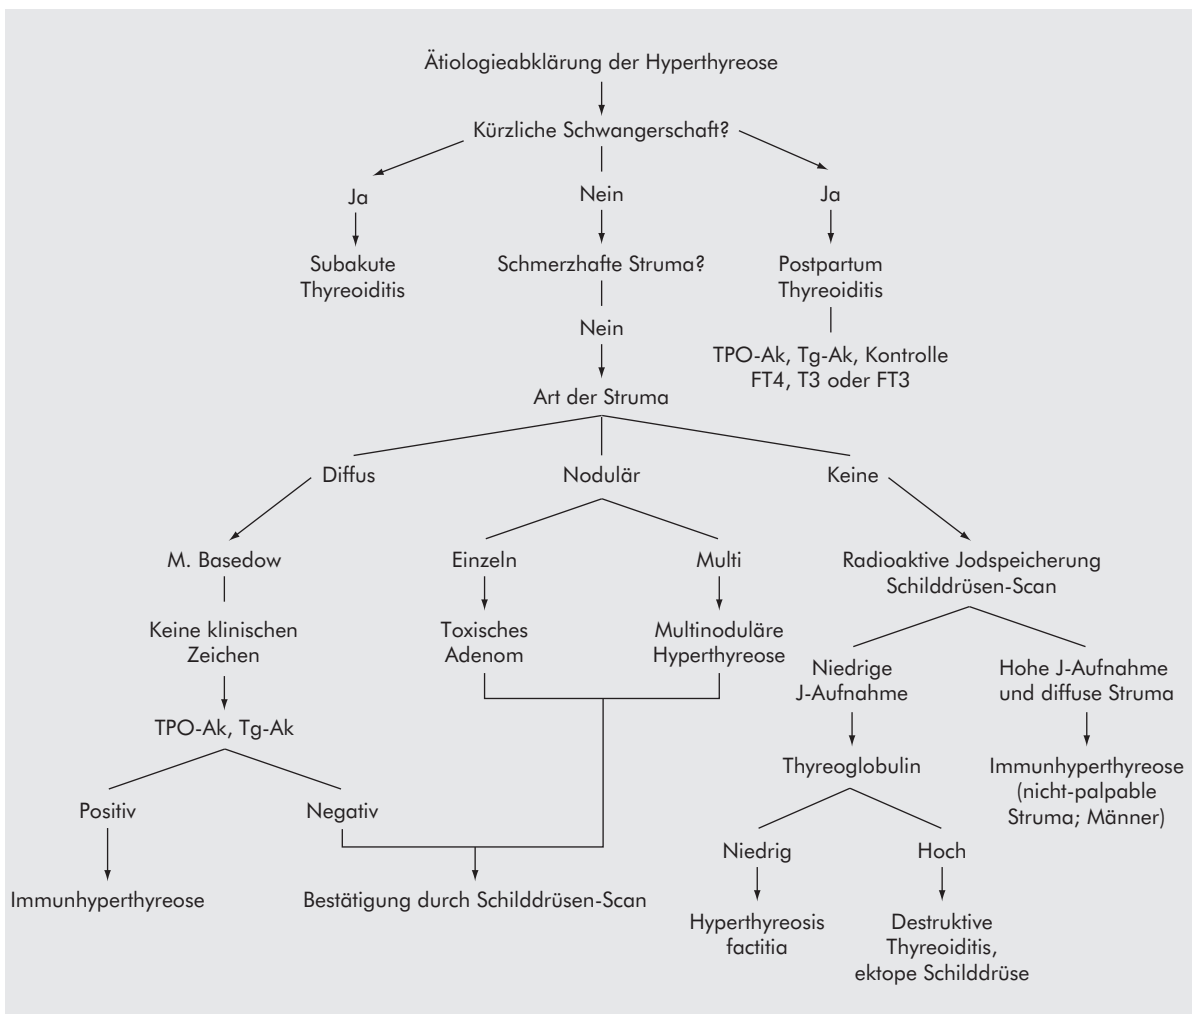 Ätiologieabklärung der Hyperthyreose
Kürzliche Schwangerschaft?
Ja
Nein
Ja
Subakute
Thyreoiditis
Schmerzhafte Struma?
Postpartum
Thyreoiditis
Nein
TPO-Ak, Tg-Ak, Kontrolle
FT4, T3 oder FT3
Art der Struma
Diffus
Nodulär
Keine
M. Basedow
Einzeln
Multi
Radioaktive Jodspeicherung
Schilddrüsen-Scan
Keine klinischen
Zeichen
Toxisches
Adenom
Multinoduläre
Hyperthyreose
Niedrige
J-Aufnahme
Hohe J-Aufnahme
und diffuse Struma
TPO-Ak, Tg-Ak
Thyreoglobulin
Immunhyperthyreose
(nicht-palpable
Struma; Männer)
Positiv
Negativ
Niedrig
Hoch
Immunhyperthyreose
Bestätigung durch Schilddrüsen-Scan
Hyperthyreosis
factitia
Destruktive
Thyreoiditis,
ektope Schilddrüse